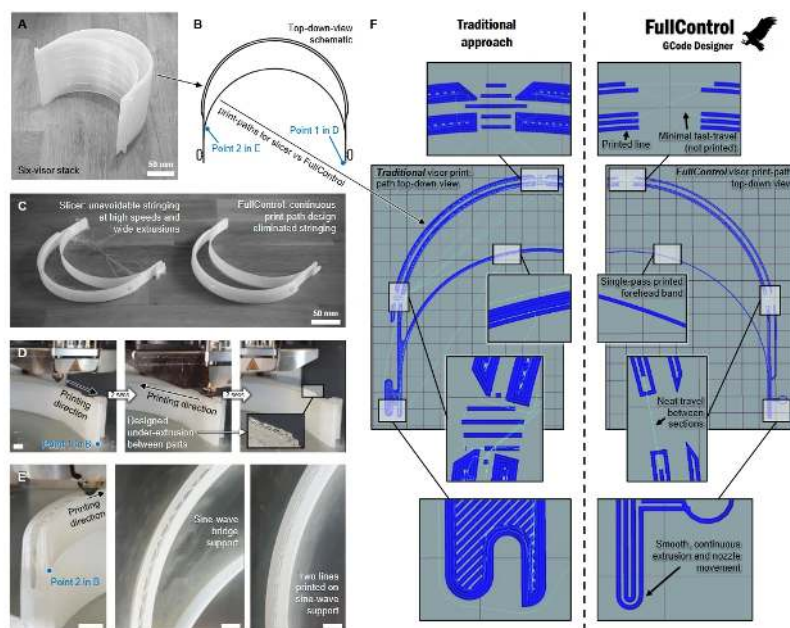 A
Six-visor stack
50 mm
B
Top-down-view
schematic
Point 2 in E
Point 1 in D
print-paths for slicer vs FullControl
C
Slicer: unavoidable stringing
at high speeds and
wide extrusions
FullControl: continuous
print path design
eliminated stringing
50 mm
D
Printing
direction
Point 1 in B
2 secs
Printing direction
Designed
under-extrusion
between parts
2 secs
E
Printing
direction
Point 2 in B
Sine-wave
bridge
support
Two lines
printed on
sine-wave
support
F
Traditional
approach
FullControl
GCode Designer
Printed line
Minimal fast-travel
(not printed)
Traditional visor print-
path top-down view
FullControl visor print-path
top-down view
Single-pass printed
forehead band
Neat travel
between
sections
Smooth, continuous
extrusion and nozzle
movement